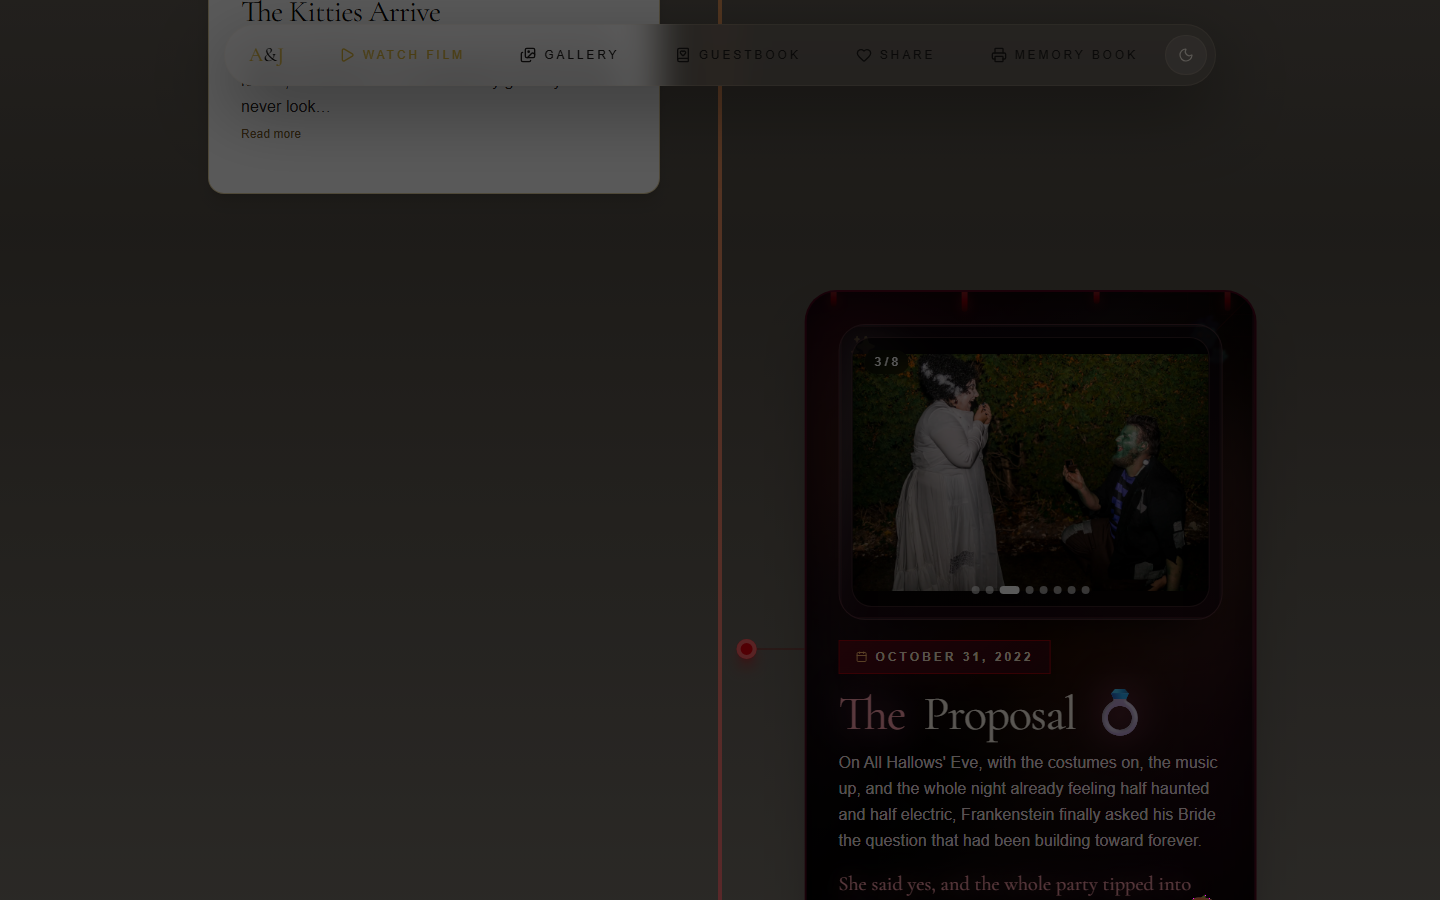 The Kitties Arrive
A&J
WATCH FILM
GALLERY
GUESTBOOK
SHARE
MEMORY BOOK
never look...
Read more
3/8
OCTOBER 31, 2022
The Proposal
On All Hallows' Eve, with the costumes on, the music
up, and the whole night already feeling half haunted
and half electric, Frankenstein finally asked his Bride
the question that had been building toward forever.
She said yes, and the whole party tipped into